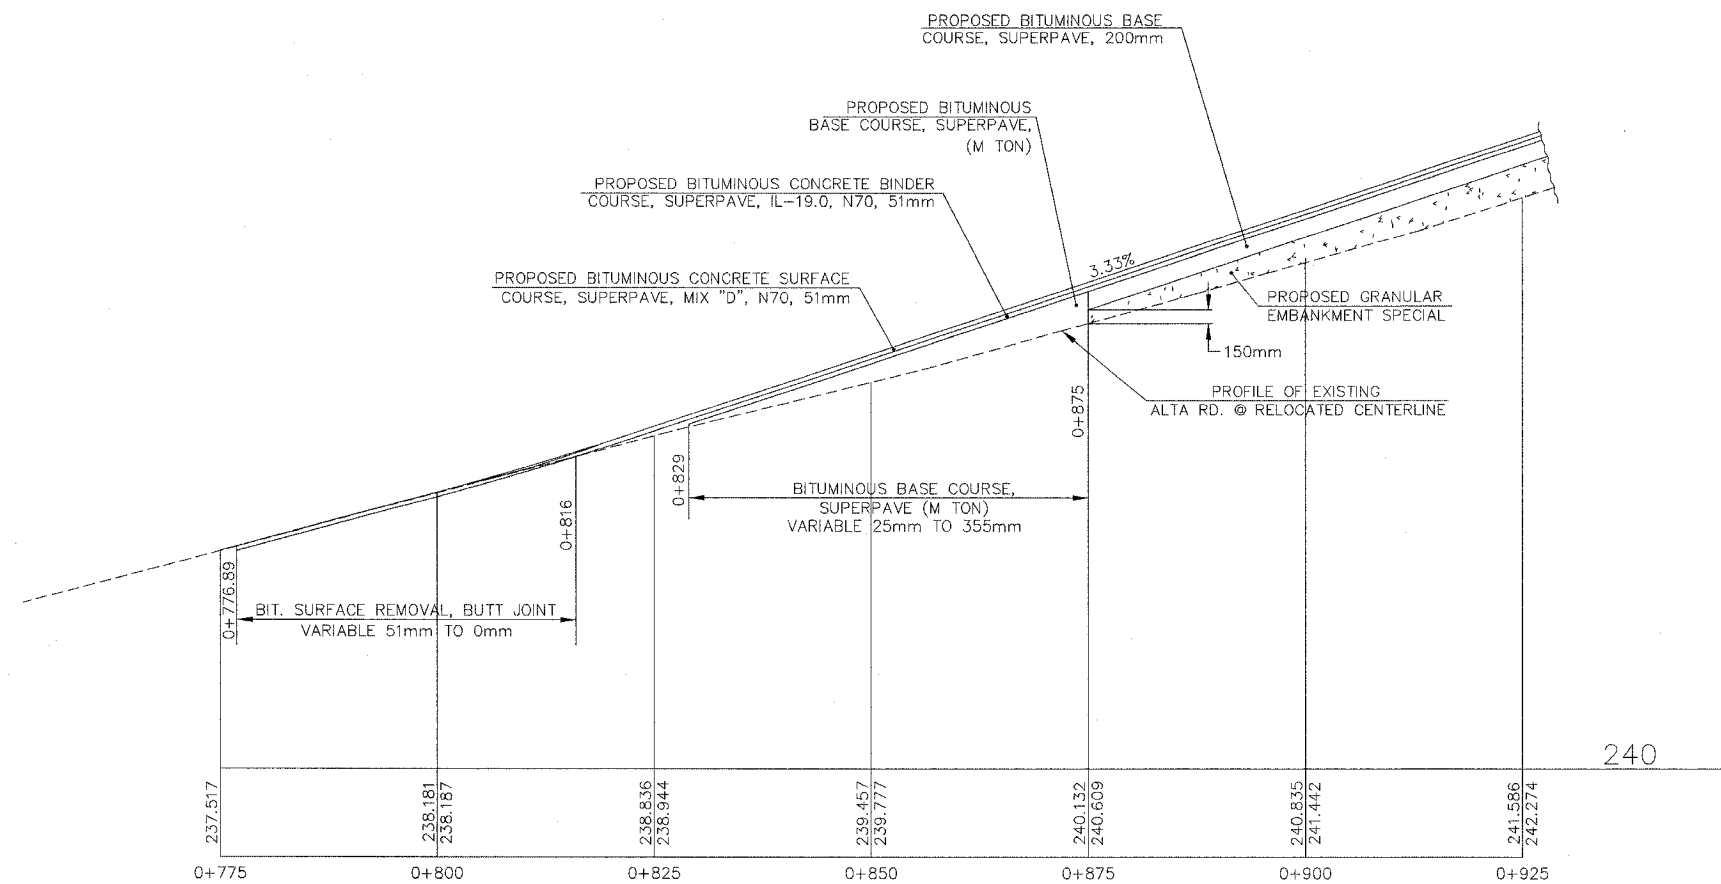 PROPOSED BITUMINOUS BASE
COURSE, SUPERPAVE, 200mm
PROPOSED BITUMINOUS
BASE COURSE, SUPERPAVE,
(M TON)
PROPOSED BITUMINOUS CONCRETE BINDER
COURSE, SUPERPAVE, IL-19.0, N70, 51mm
PROPOSED BITUMINOUS CONCRETE SURFACE
COURSE, SUPERPAVE, MIX "D", N70, 51mm
3.33%
PROPOSED GRANULAR
EMBANKMENT SPECIAL
150mm
PROFILE OF EXISTING
ALTA RD. @ RELOCATED CENTERLINE
0+875
0+829
BITUMINOUS BASE COURSE,
SUPERPAVE (M TON)
VARIABLE 25mm TO 355mm
0+816
0+776.89
BIT. SURFACE REMOVAL, BUTT JOINT
VARIABLE 51mm TO 0mm
240
237.517
238.181
238.187
238.836
238.944
239.457
239.777
240.132
240.609
240.835
241.442
241.586
242.274
0+775
0+800
0+825
0+850
0+875
0+900
0+925